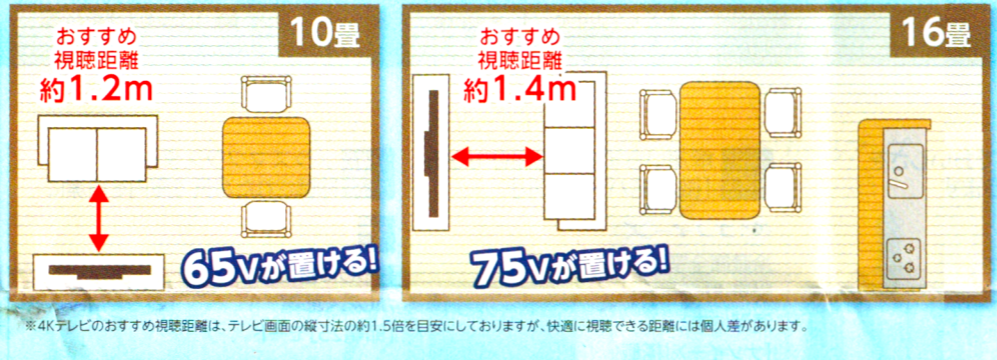 10畳
おすすめ
視聴距離
約1.2m
65Vが置ける!
16畳
おすすめ
視聴距離
約1.4m
75Vが置ける!
※4Kテレビのおすすめ視聴距離は、テレビ画面の縦寸法の約1.5倍を目安にしておりますが、快適に視聴できる距離には個人差があります。